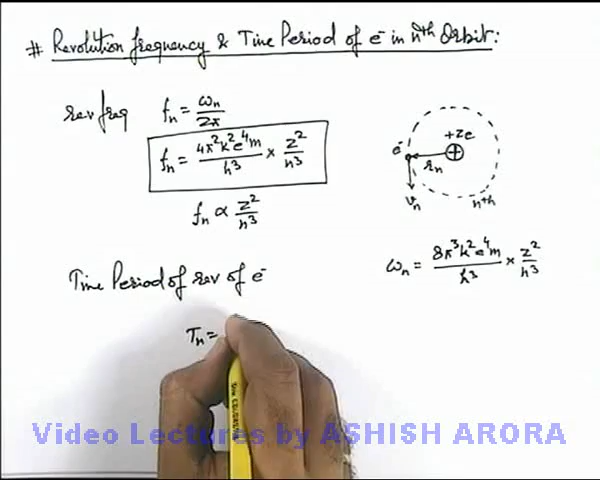 # Revolution frequency & Time Period of e⁻ in nᵗʰ Orbit:
rev freq fₙ = ωₙ/2π
fₙ = 4π²k²e⁴m/h³ × Z²/n³
fₙ ∝ Z²/n³
+Ze
e⁻
rₙ
vₙ
nth
ωₙ = 8π³k²e⁴m/h³ × Z²/n³
Time Period of rev of e⁻
Tₙ =
Video Lectures by ASHISH ARORA